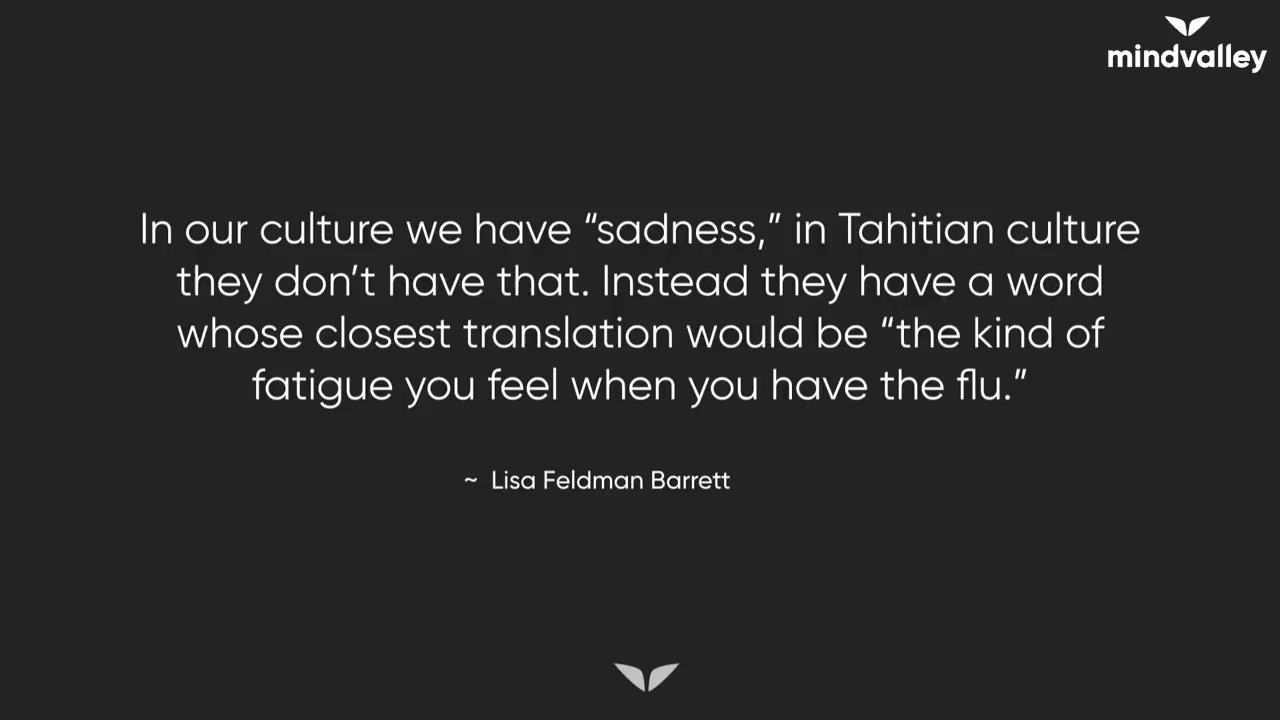 mindvalley
In our culture we have “sadness,” in Tahitian culture
they don’t have that. Instead they have a word
whose closest translation would be “the kind of
fatigue you feel when you have the flu.”
~ Lisa Feldman Barrett